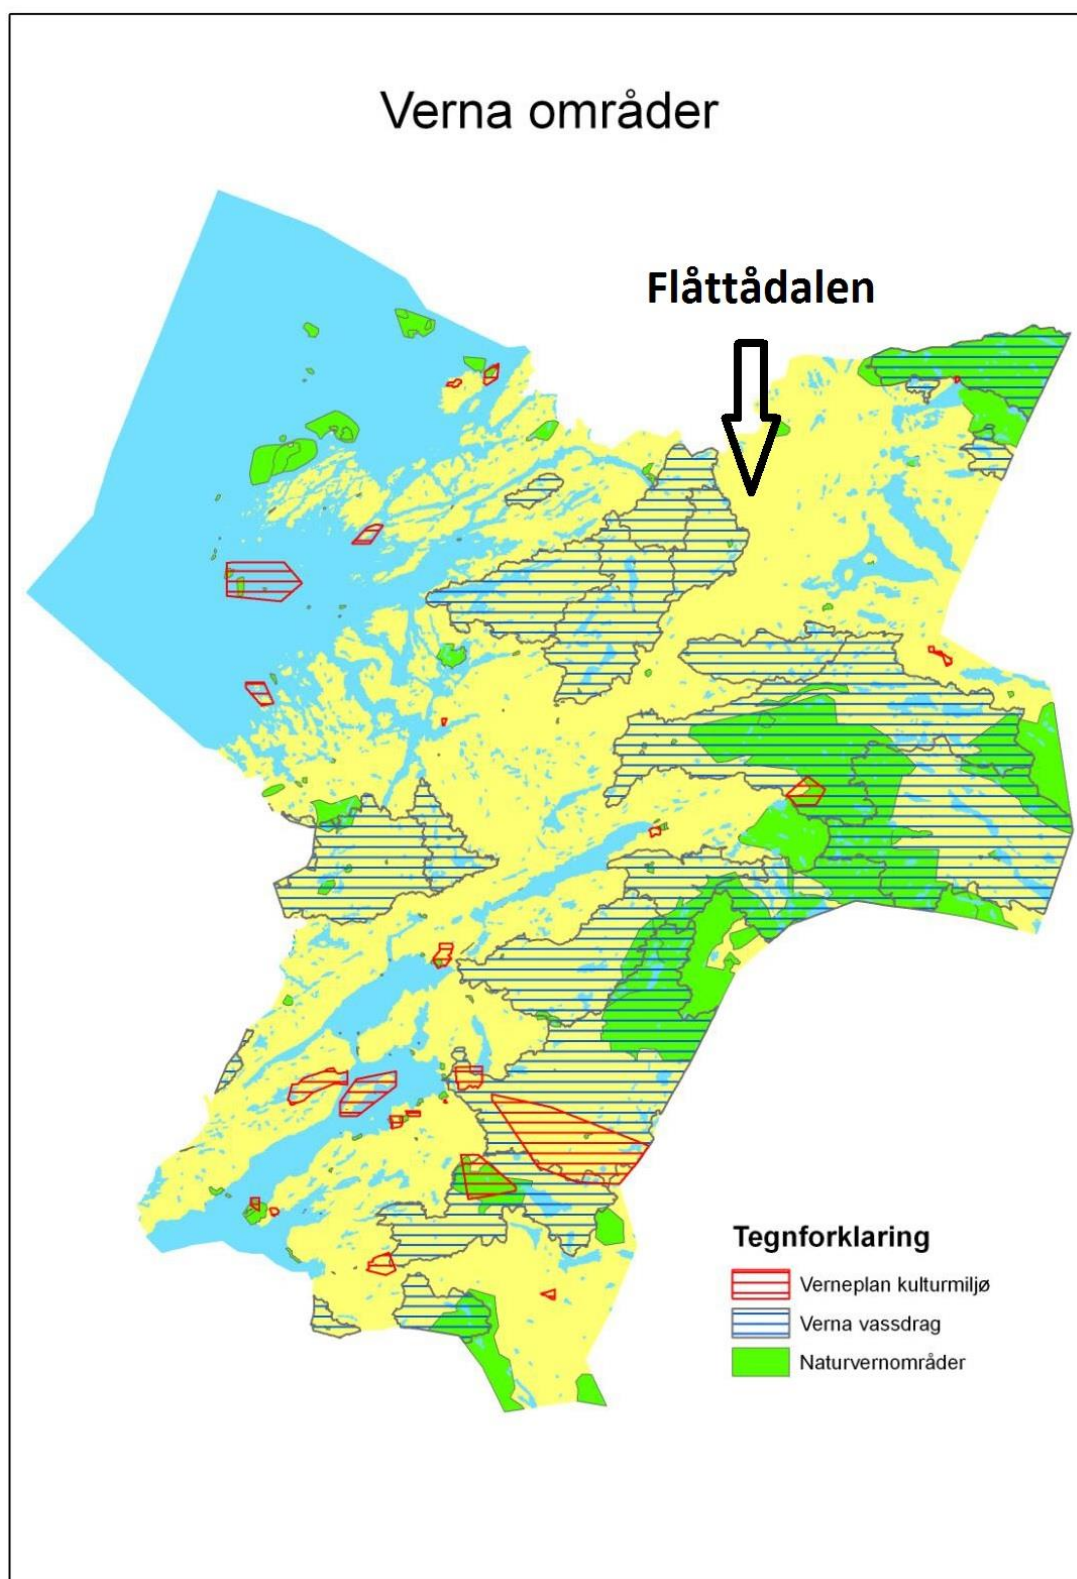 Verna områder
Flåttådalen
Tegnforklaring
Verneplan kulturmiljø
Verna vassdrag
Naturvernområder